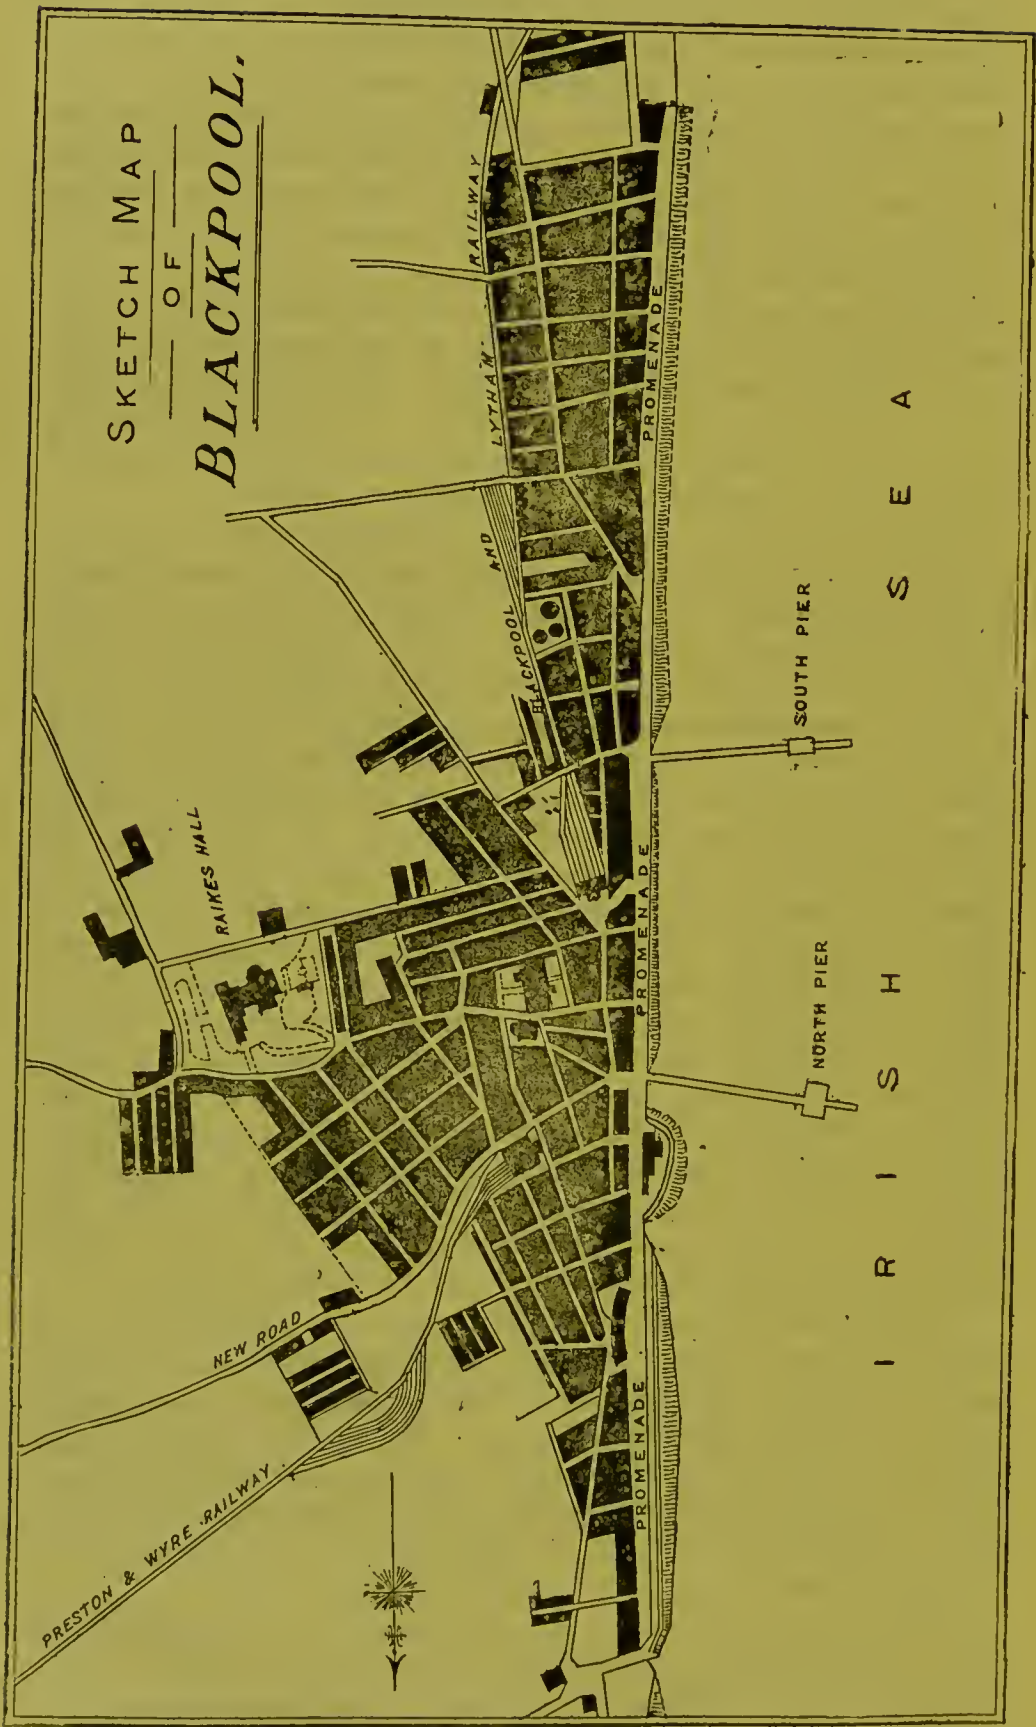 SKETCH MAP
OF
BLACKPOOL.
RAILWAY
LYTHAM
AND
BLACKPOOL
PROMENADE
SOUTH PIER
RAIKES HALL
PROMENADE
NORTH PIER
NEW ROAD
PRESTON & WYRE RAILWAY
PROMENADE
IRISH SEA